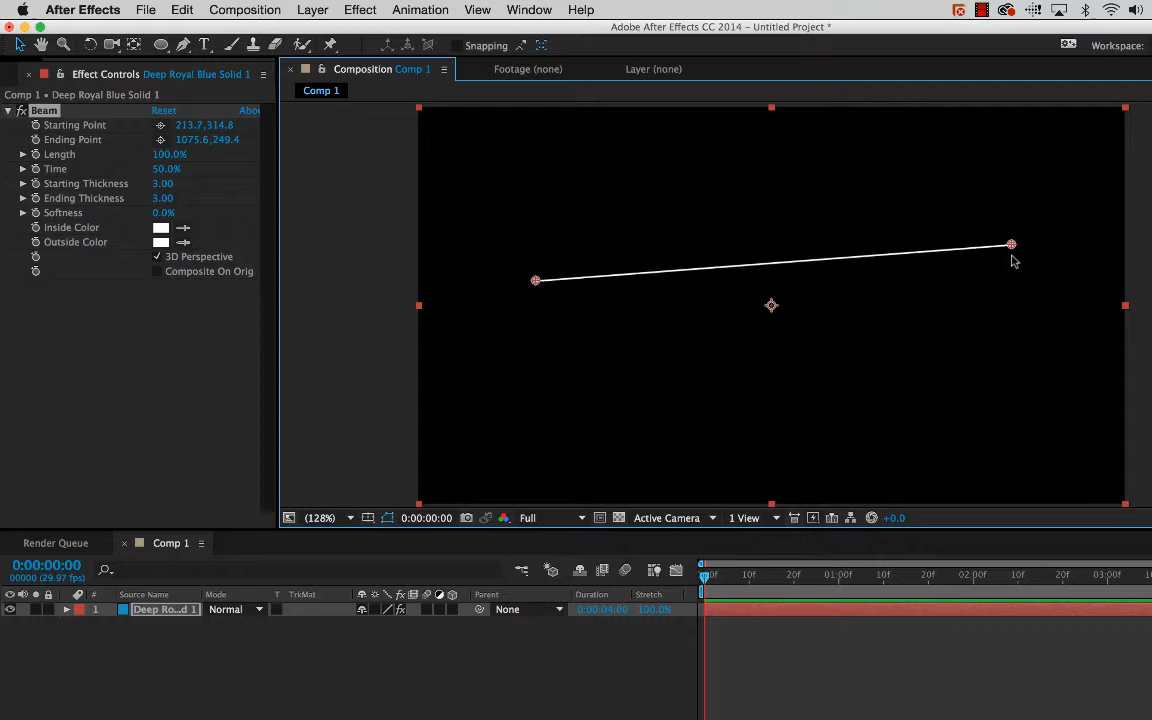 After Effects File Edit Composition Layer Effect Animation View Window Help
Adobe After Effects CC 2014 - Untitled Project *
Snapping Workspace:
Effect Controls Deep Royal Blue Solid 1
Composition Comp 1 Footage (none) Layer (none)
Comp 1 • Deep Royal Blue Solid 1
Comp 1
fx Beam Reset Abou
Starting Point 213.7,314.8
Ending Point 1075.6,249.4
Length 100.0%
Time 50.0%
Starting Thickness 3.00
Ending Thickness 3.00
Softness 0.0%
Inside Color
Outside Color
3D Perspective
Composite On Orig
(128%) 0:00:00:00 Full Active Camera 1 View +0.0
Render Queue Comp 1
0:00:00:00
00000 (29.97 fps)
00f 10f 20f 01:00f 10f 20f 02:00f 10f 20f 03:00f 10
# Source Name Mode T TrkMat Parent Duration Stretch
1 Deep Ro...d 1 Normal None 0:00:04:00 100.0%